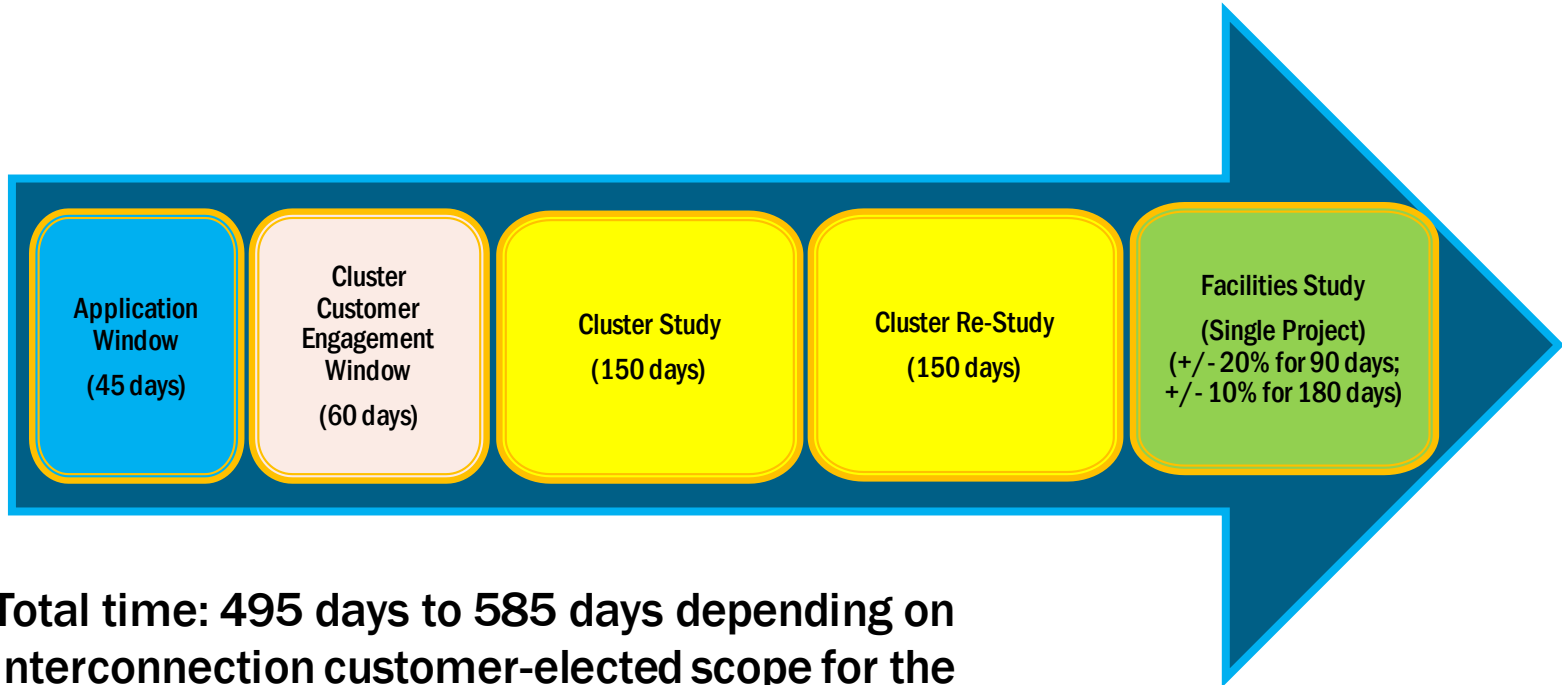 Application
Window
(45 days)
Cluster
Customer
Engagement
Window
(60 days)
Cluster Study
(150 days)
Cluster Re-Study
(150 days)
Facilities Study
(Single Project)
(+/- 20% for 90 days;
+/- 10% for 180 days)
Total time: 495 days to 585 days depending on
interconnection customer-elected scope for the